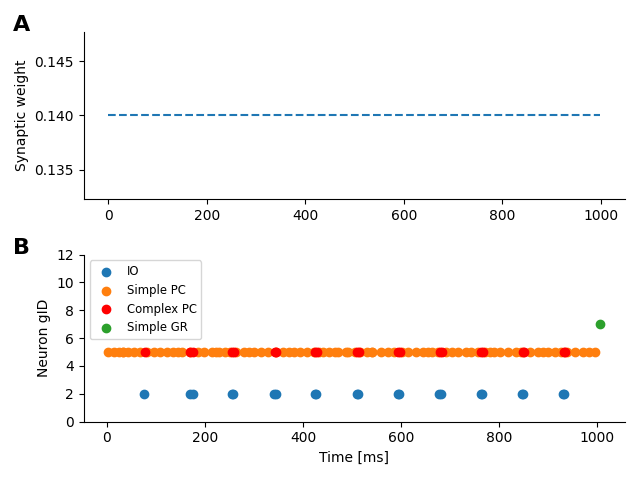 A
Synaptic weight
0.145
0.140
0.135
0 200 400 600 800 1000
B
Neuron gID
12
10
8
6
4
2
0
IO
Simple PC
Complex PC
Simple GR
0 200 400 600 800 1000
Time [ms]